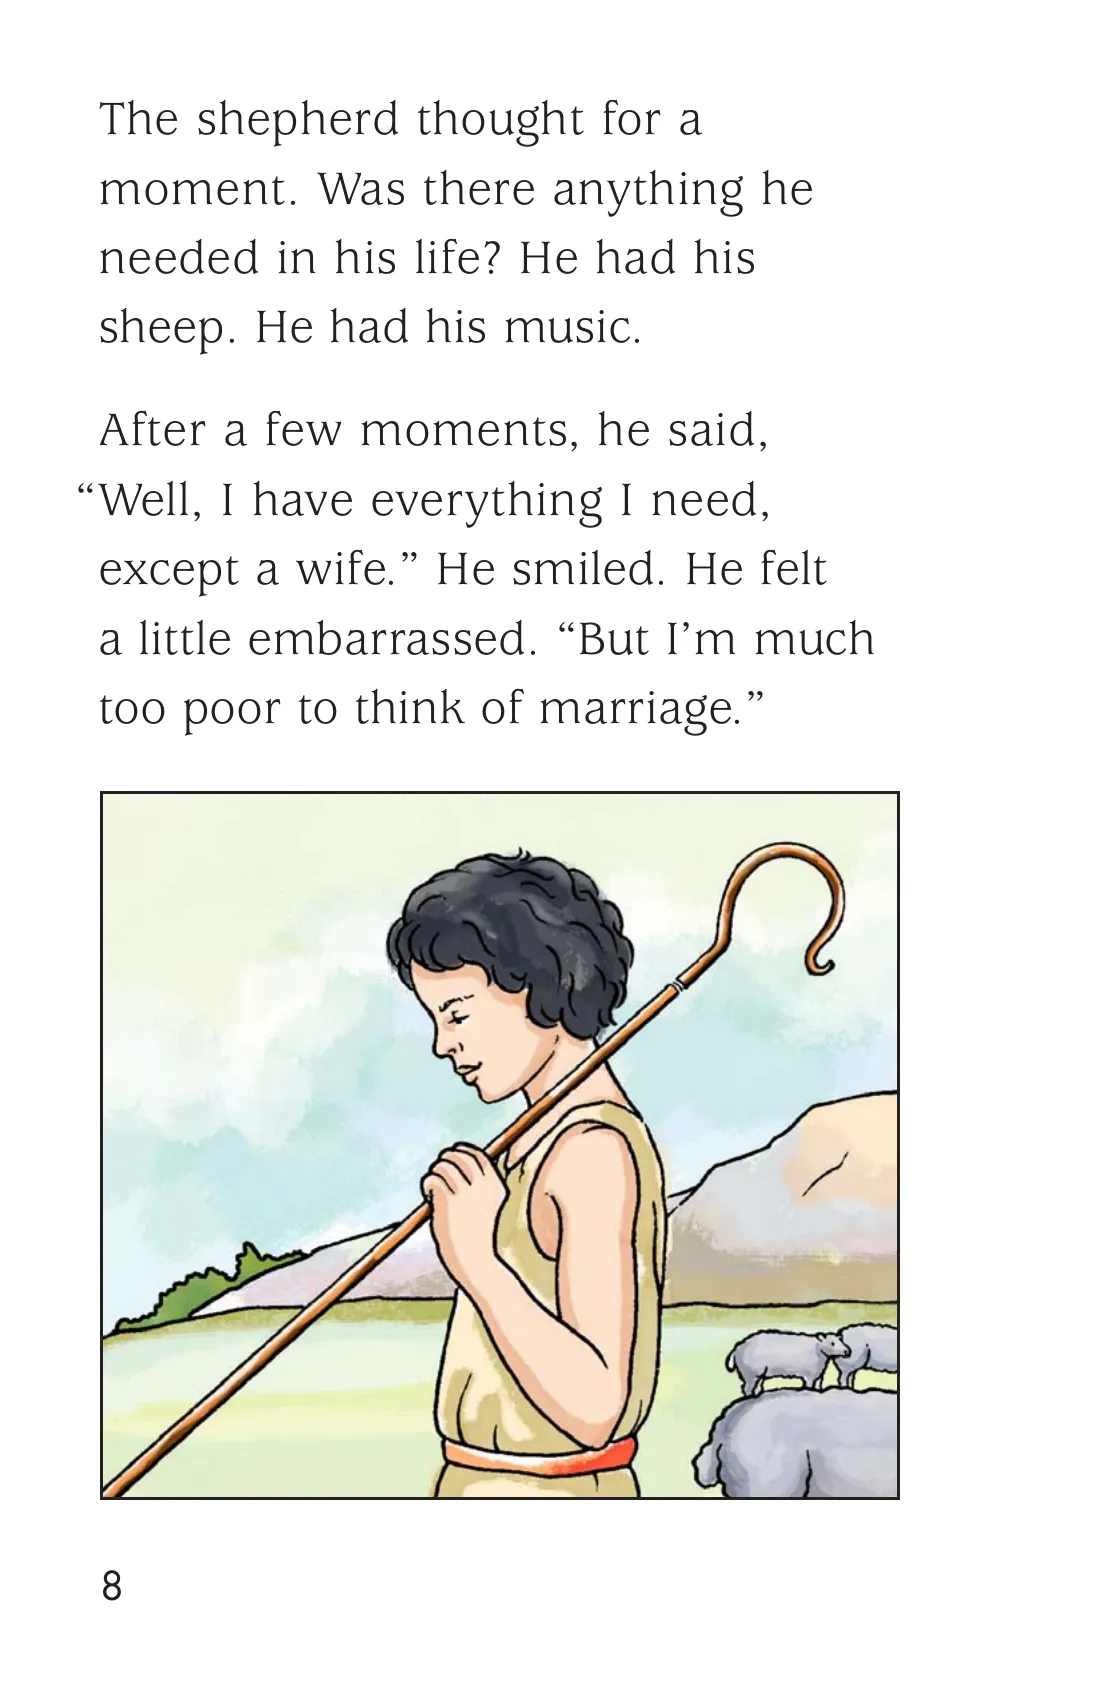 The shepherd thought for a
moment. Was there anything he
needed in his life? He had his
sheep. He had his music.
After a few moments, he said,
“Well, I have everything I need,
except a wife.” He smiled. He felt
a little embarrassed. “But I’m much
too poor to think of marriage.”
8